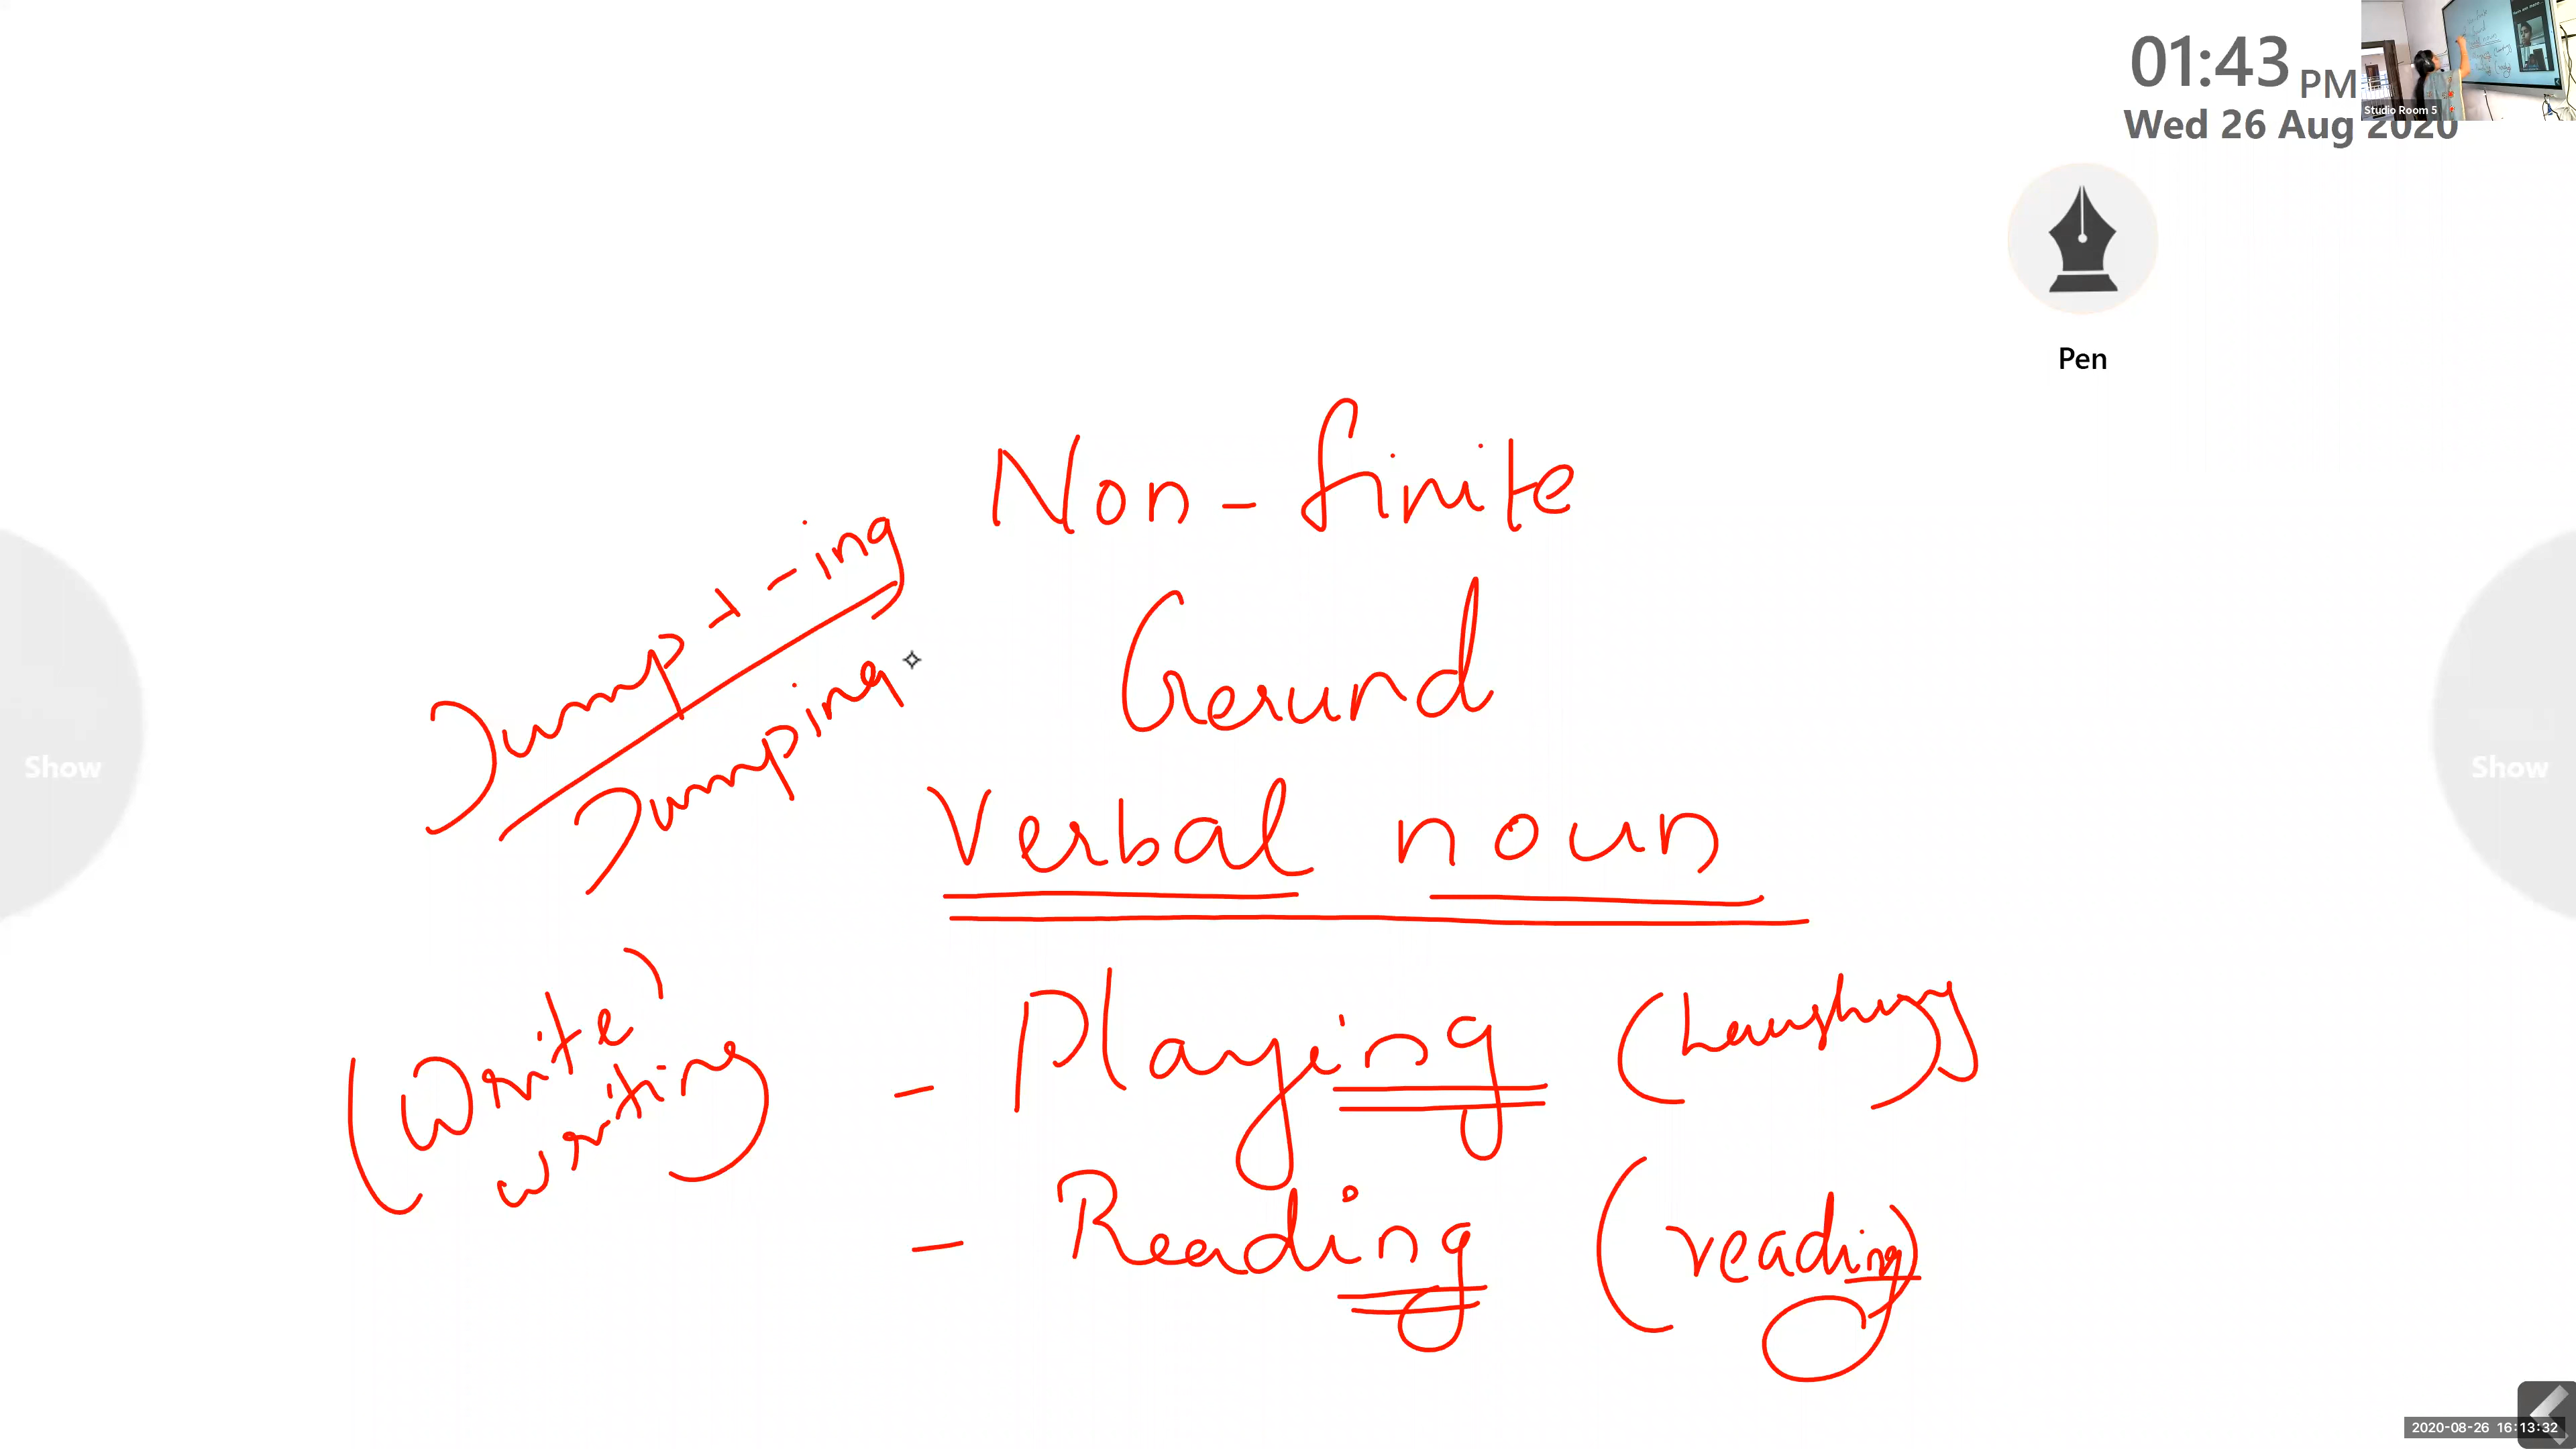 01:43 PM
Wed 26 Aug 2020
Studio Room 5
Pen
Non-finite
Jump + -ing
Jumping
Gerund
Verbal noun
Show
Show
(Write)
writing
- Playing (Laughing)
- Reading (reading)
2020-08-26 16:13:32